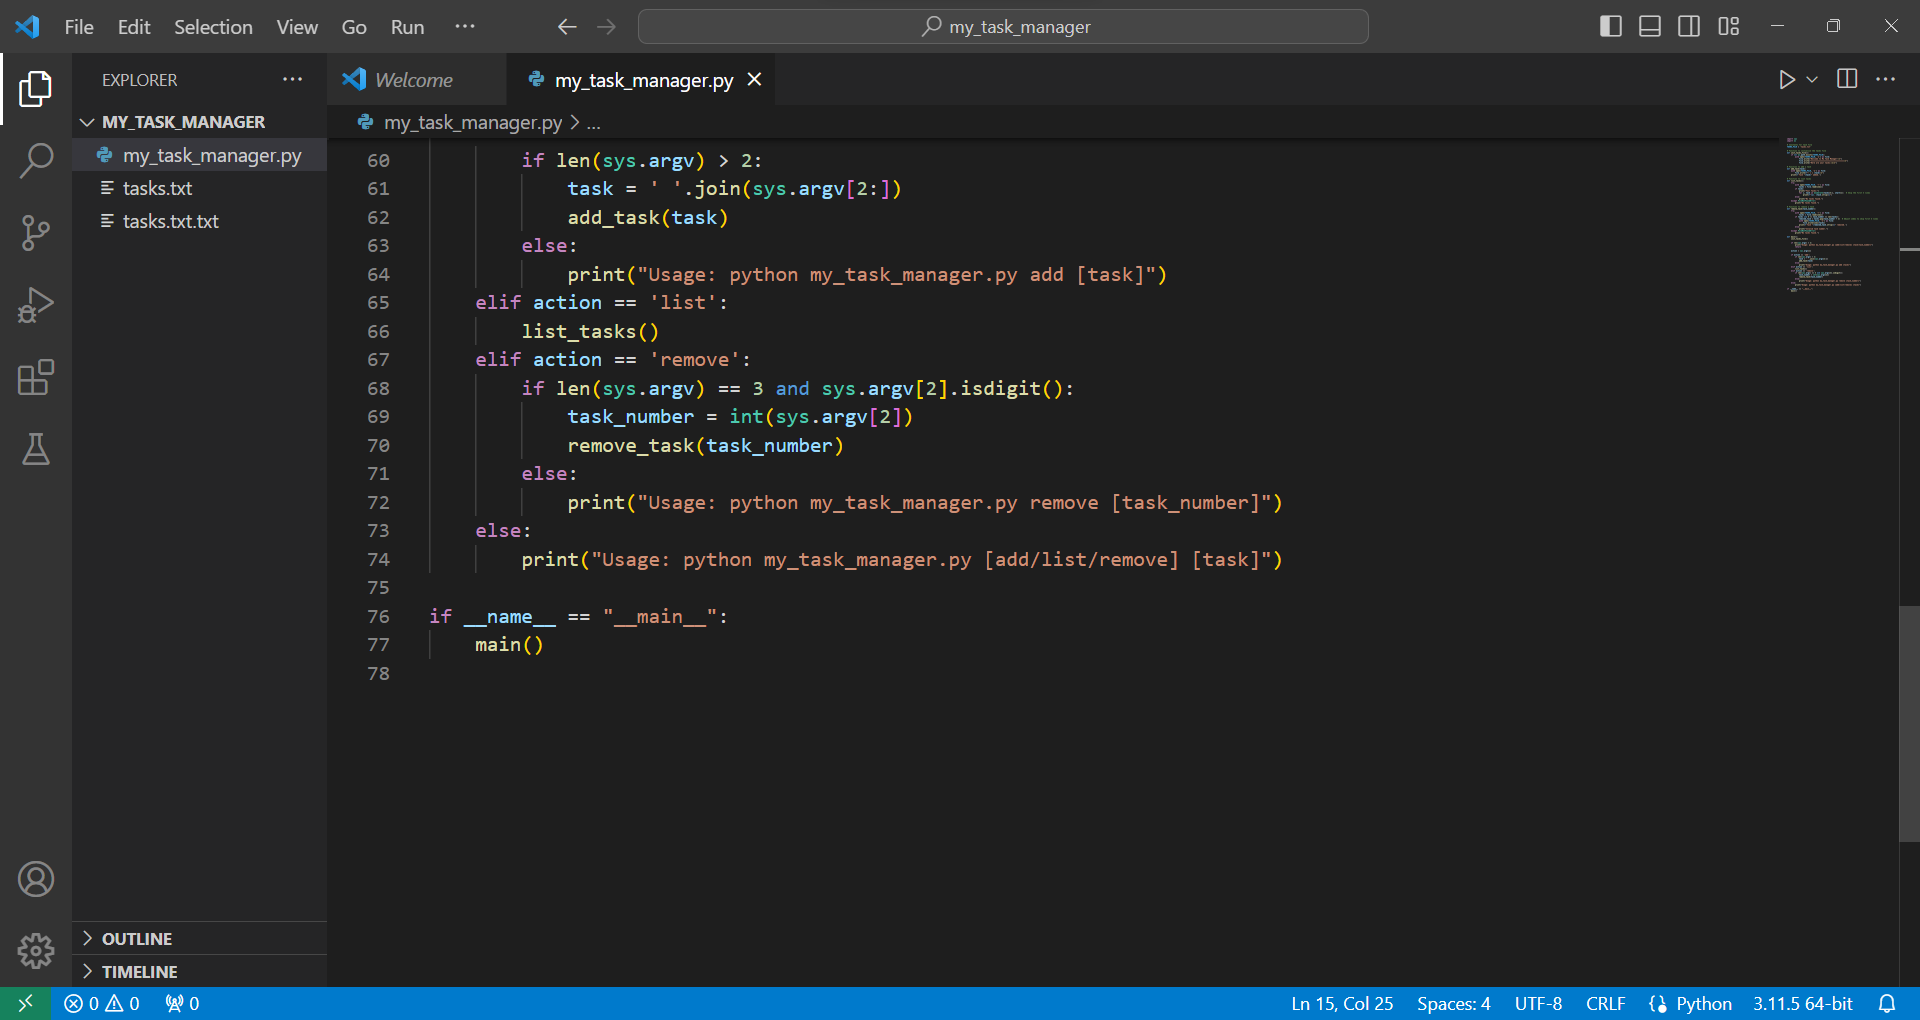 File Edit Selection View Go Run ···
my_task_manager
EXPLORER
MY_TASK_MANAGER
my_task_manager.py
tasks.txt
tasks.txt.txt
OUTLINE
TIMELINE
Welcome
my_task_manager.py
my_task_manager.py > ...
60 if len(sys.argv) > 2:
61 task = ' '.join(sys.argv[2:])
62 add_task(task)
63 else:
64 print("Usage: python my_task_manager.py add [task]")
65 elif action == 'list':
66 list_tasks()
67 elif action == 'remove':
68 if len(sys.argv) == 3 and sys.argv[2].isdigit():
69 task_number = int(sys.argv[2])
70 remove_task(task_number)
71 else:
72 print("Usage: python my_task_manager.py remove [task_number]")
73 else:
74 print("Usage: python my_task_manager.py [add/list/remove] [task]")
75
76 if __name__ == "__main__":
77 main()
78
0 0 0
Ln 15, Col 25 Spaces: 4 UTF-8 CRLF Python 3.11.5 64-bit